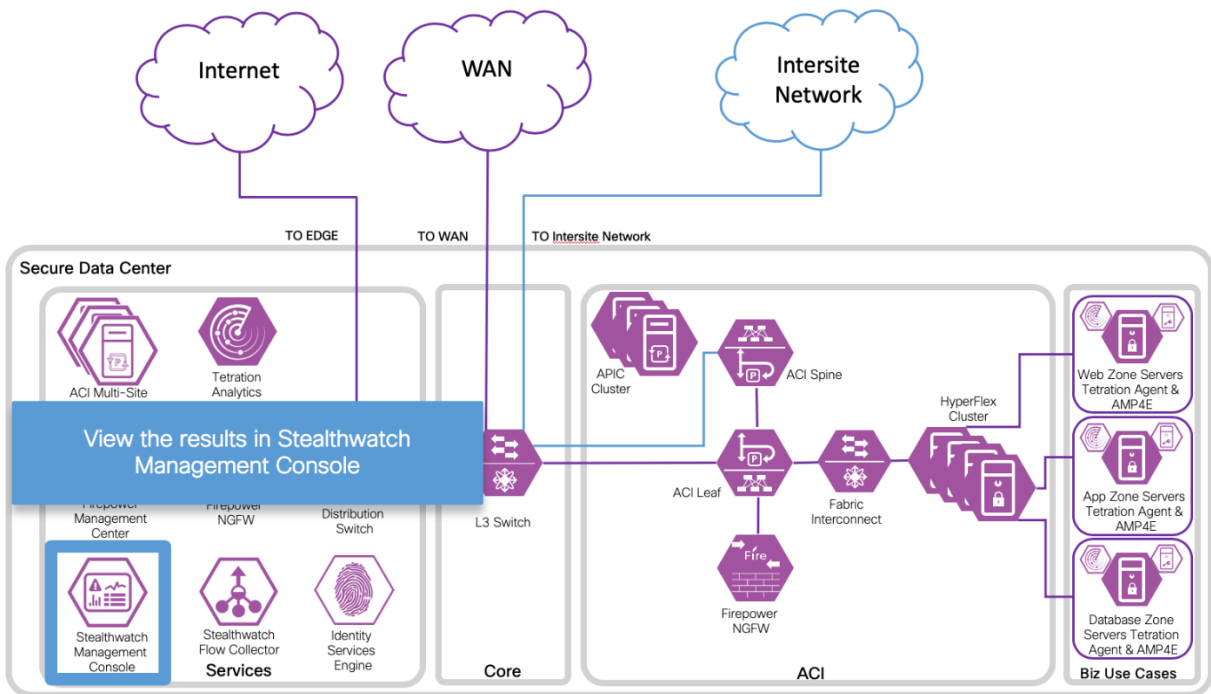 Internet
WAN
Intersite
Network
TO EDGE
TO WAN
TO Intersite Network
Secure Data Center
ACI Multi-Site
Tetration
Analytics
View the results in Stealthwatch
Management Console
Firepower
Management
Center
Firepower
NGFW
Distribution
Switch
Stealthwatch
Management
Console
Stealthwatch
Flow Collector
Identity
Services
Engine
Services
L3 Switch
Core
APIC
Cluster
P
P
ACI Spine
P
ACI Leaf
P
Fabric
Interconnect
HyperFlex
Cluster
Fire
Firepower
NGFW
ACI
Web Zone Servers
Tetration Agent &
AMP4E
App Zone Servers
Tetration Agent &
AMP4E
Database Zone
Servers Tetration
Agent & AMP4E
Biz Use Cases